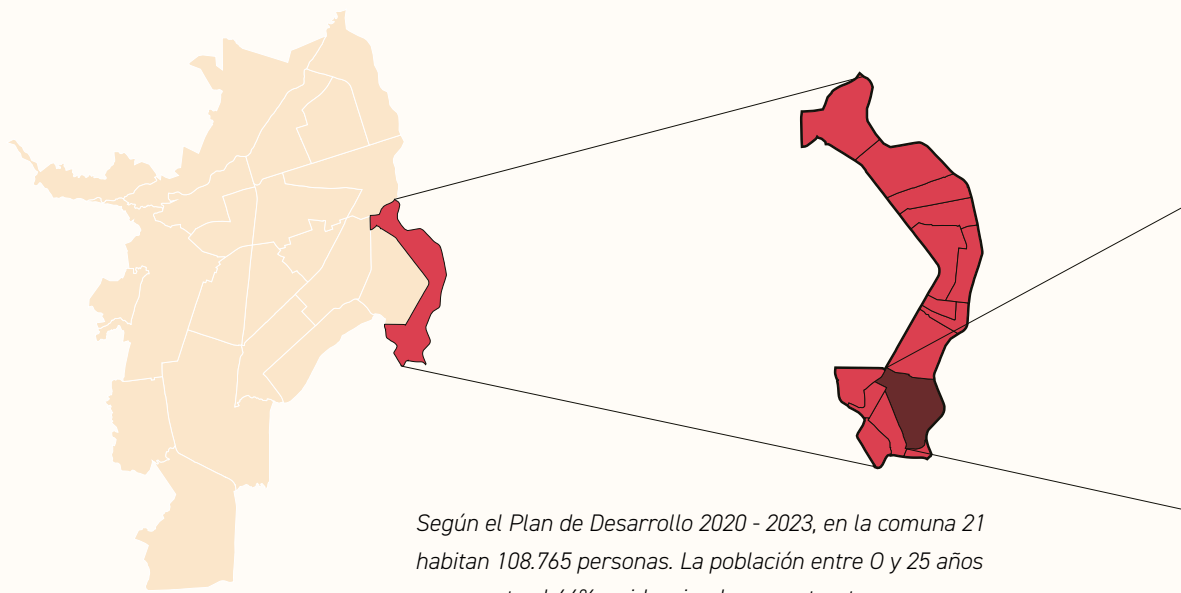 Según el Plan de Desarrollo 2020 - 2023, en la comuna 21
habitan 108.765 personas. La población entre 0 y 25 años